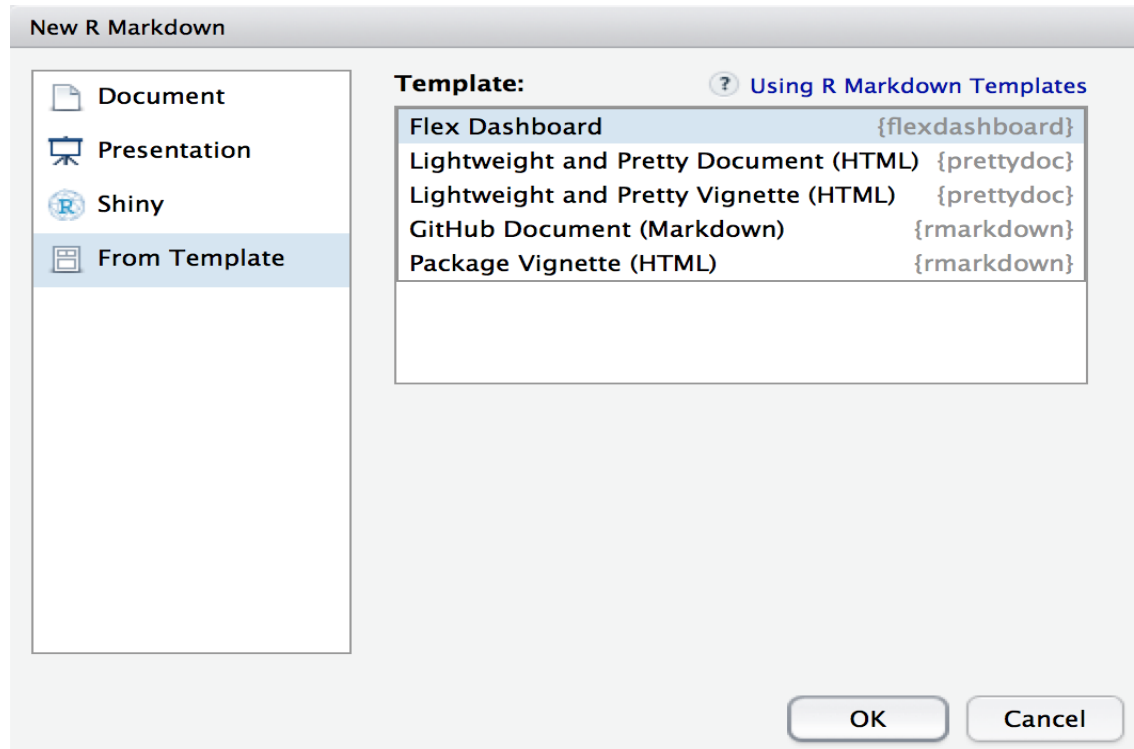 New R Markdown
Document
Presentation
Shiny
From Template
Template:
Using R Markdown Templates
Flex Dashboard {flexdashboard}
Lightweight and Pretty Document (HTML) {prettydoc}
Lightweight and Pretty Vignette (HTML) {prettydoc}
GitHub Document (Markdown) {rmarkdown}
Package Vignette (HTML) {rmarkdown}
OK Cancel